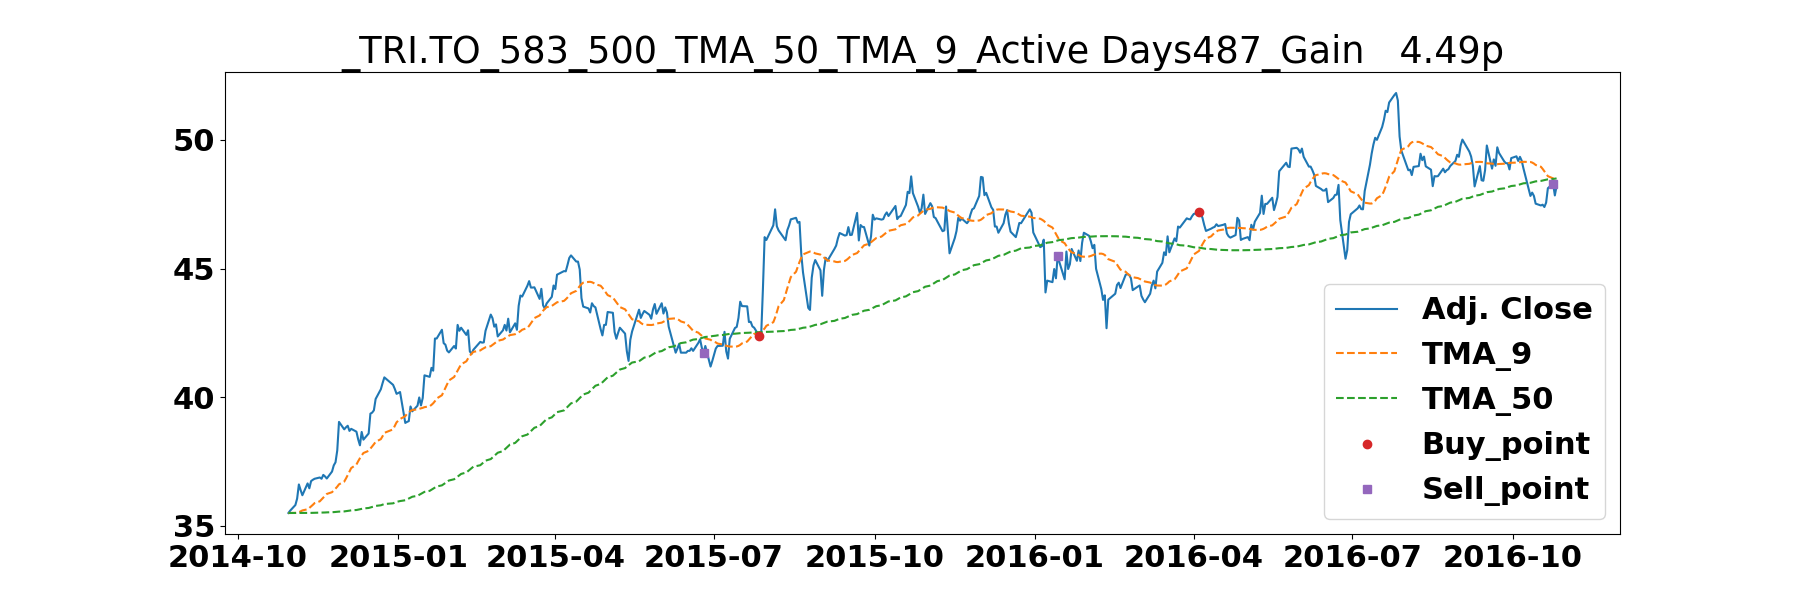 _TRI.TO_583_500_TMA_50_TMA_9_Active Days487_Gain   4.49p
50
45
40
35
2014-10 2015-01 2015-04 2015-07 2015-10 2016-01 2016-04 2016-07 2016-10
Adj. Close
TMA_9
TMA_50
Buy_point
Sell_point